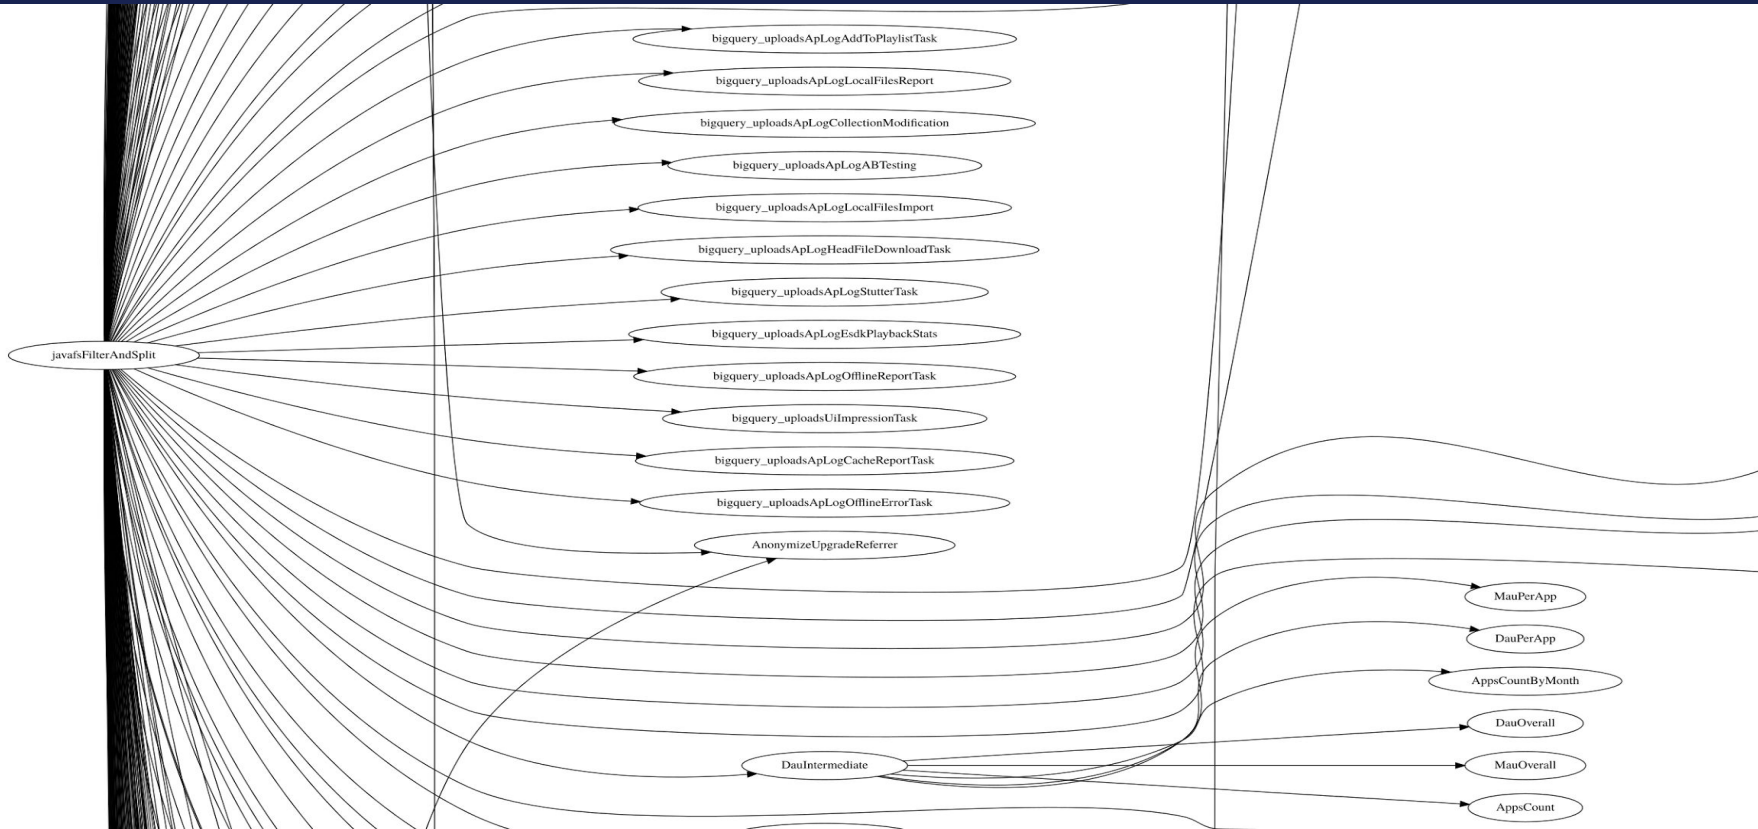 bigquery_uploadsApLogAddToPlaylistTask
bigquery_uploadsApLogLocalFilesReport
bigquery_uploadsApLogCollectionModification
bigquery_uploadsApLogABTesting
bigquery_uploadsApLogLocalFilesImport
bigquery_uploadsApLogHeadFileDownloadTask
bigquery_uploadsApLogStutterTask
bigquery_uploadsApLogEsdkPlaybackStats
javafsFilterAndSplit
bigquery_uploadsApLogOfflineReportTask
bigquery_uploadsUiImpressionTask
bigquery_uploadsApLogCacheReportTask
bigquery_uploadsApLogOfflineErrorTask
AnonymizeUpgradeReferrer
MauPerApp
DauPerApp
AppsCountByMonth
DauOverall
DauIntermediate
MauOverall
AppsCount